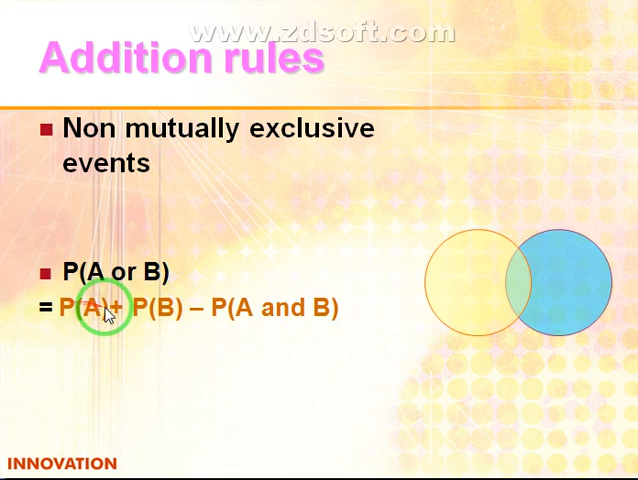 www.zdsoft.com
Addition rules
Non mutually exclusive
events
P(A or B)
= P(A)+ P(B) – P(A and B)
INNOVATION